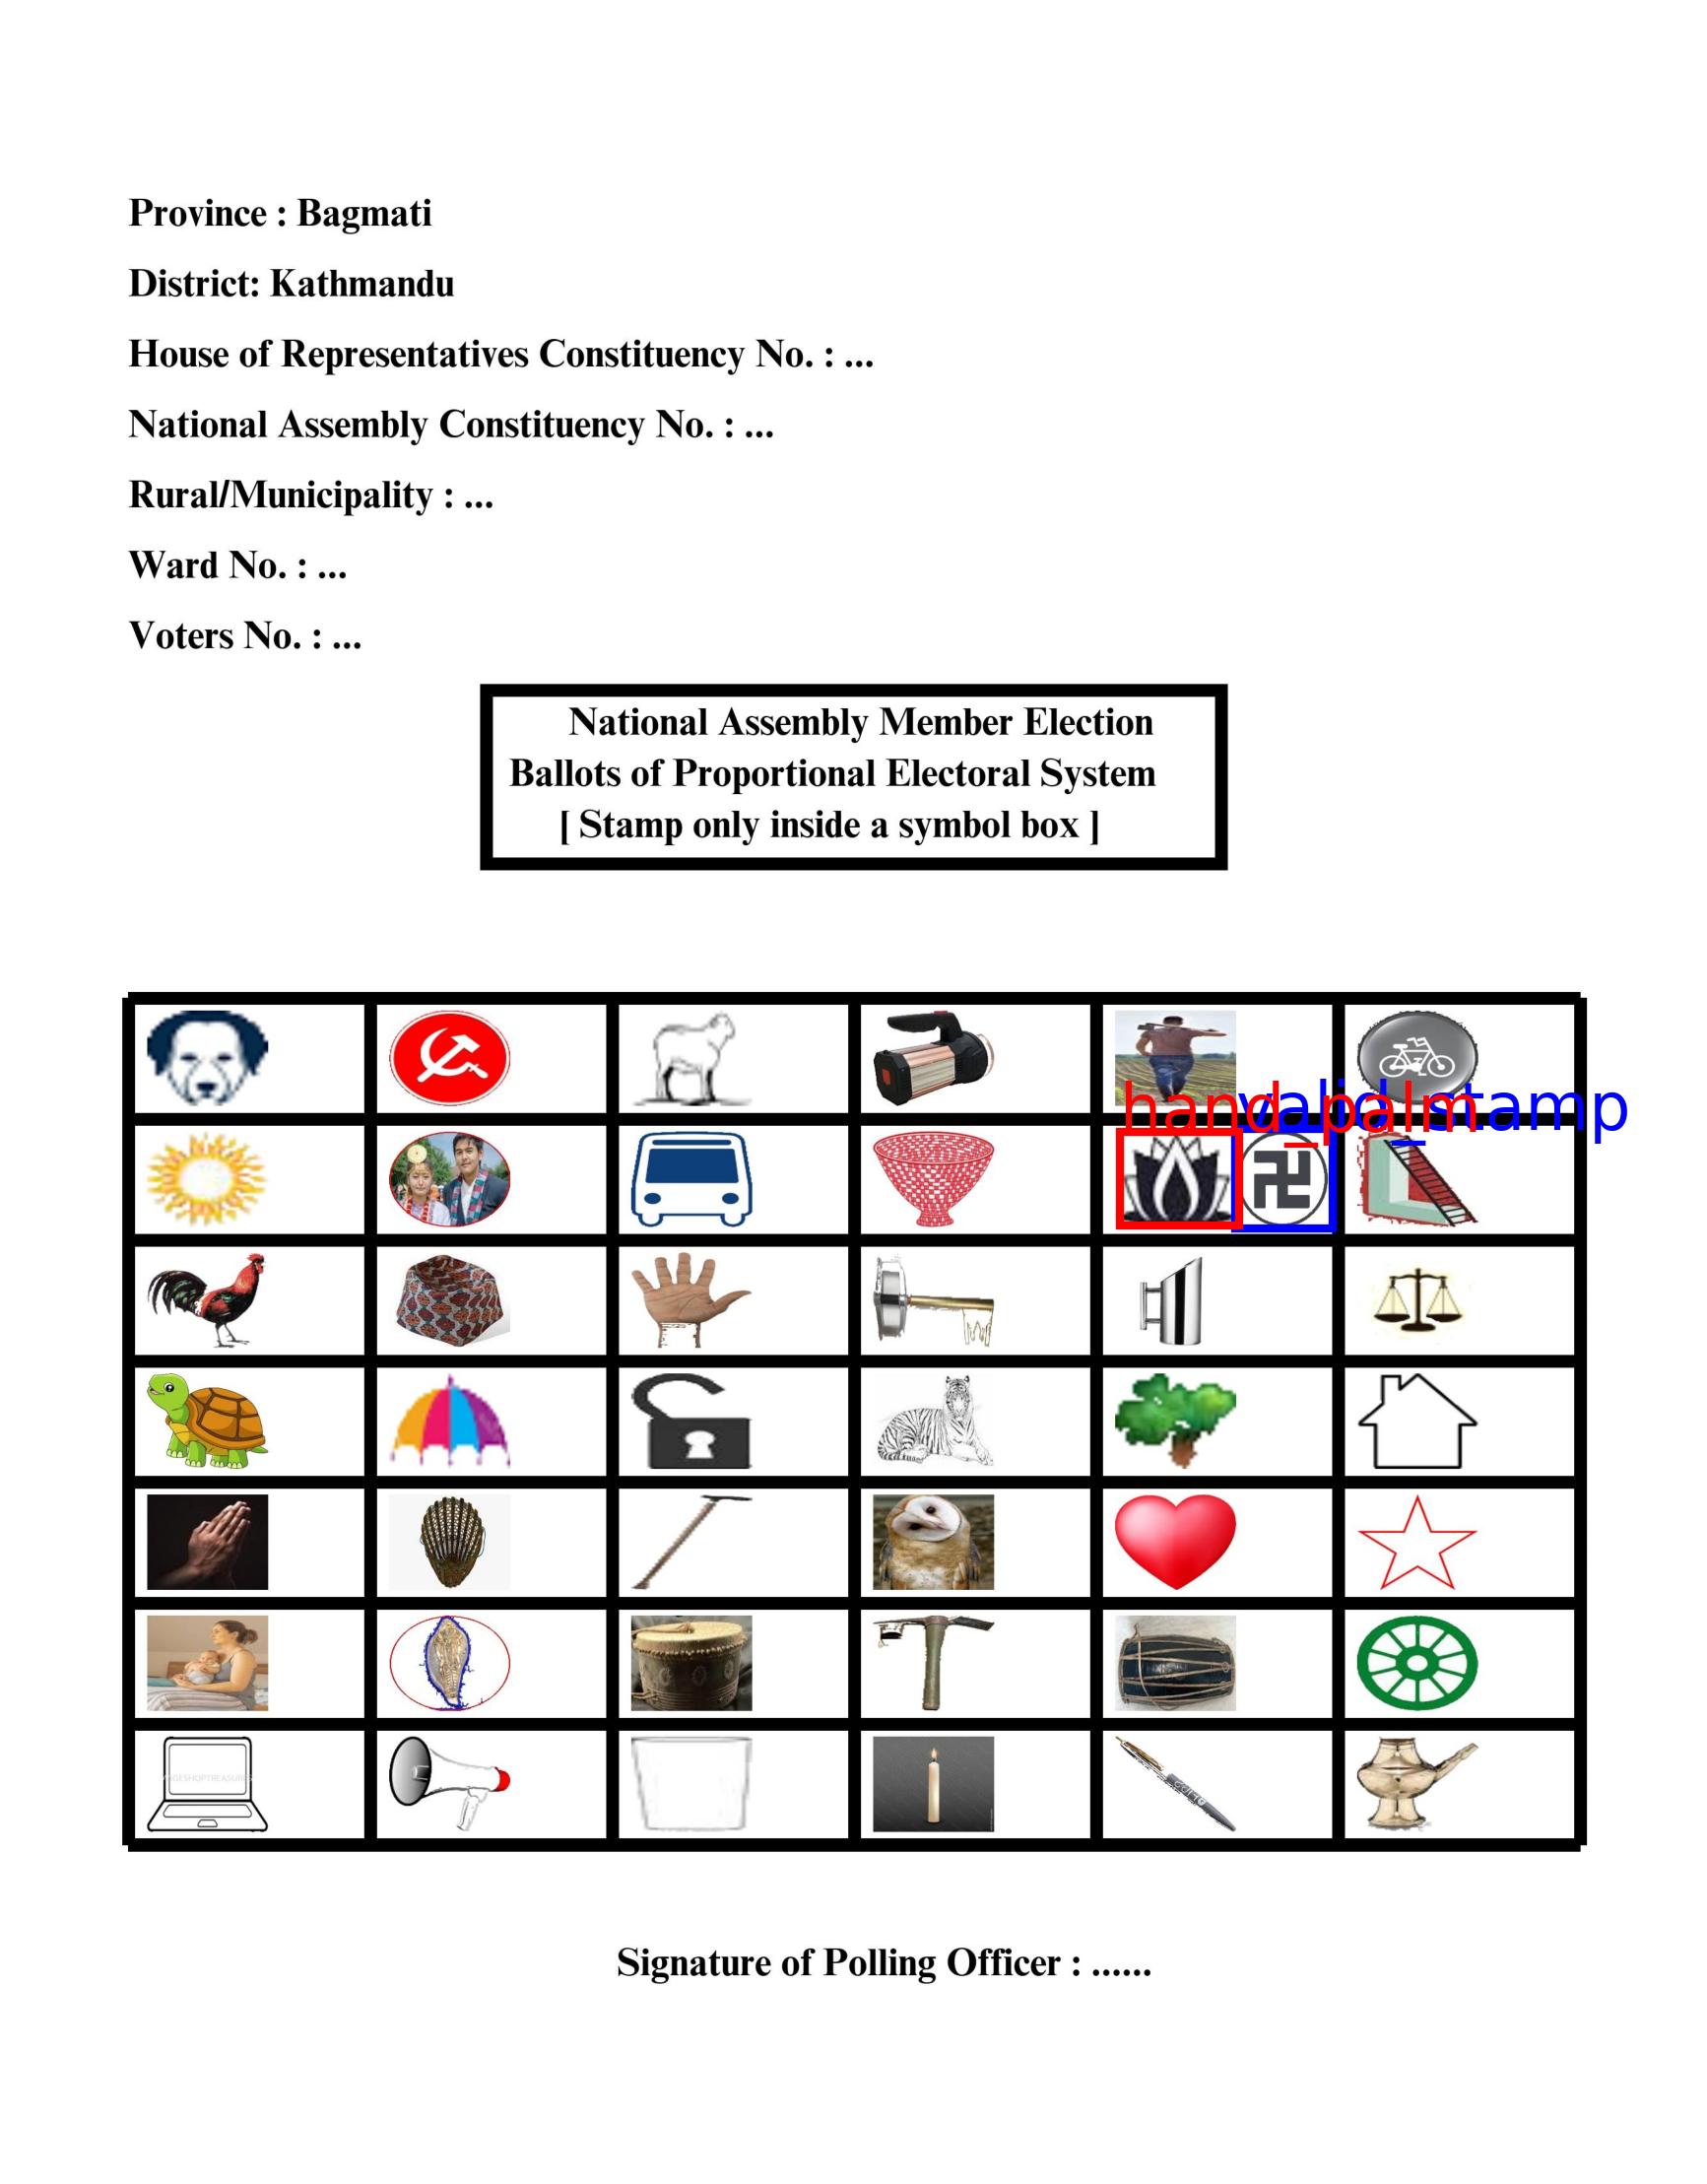 Province : Bagmati
District: Kathmandu
House of Representatives Constituency No. : ...
National Assembly Constituency No. : ...
Rural/Municipality : ...
Ward No. : ...
Voters No. : ...
National Assembly Member Election
Ballots of Proportional Electoral System
[ Stamp only inside a symbol box ]
hand_palm
valid_stamp
Signature of Polling Officer : ......